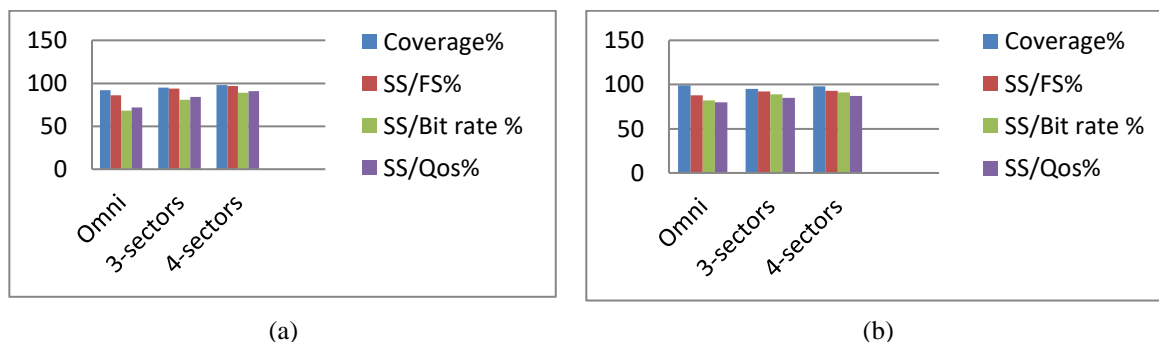 150
100
50
0
Omni
3-sectors
4-sectors
Coverage%
SS/FS%
SS/Bit rate %
SS/Qos%
(a)
150
100
50
0
Omni
3-sectors
4-sectors
Coverage%
SS/FS%
SS/Bit rate %
SS/Qos%
(b)